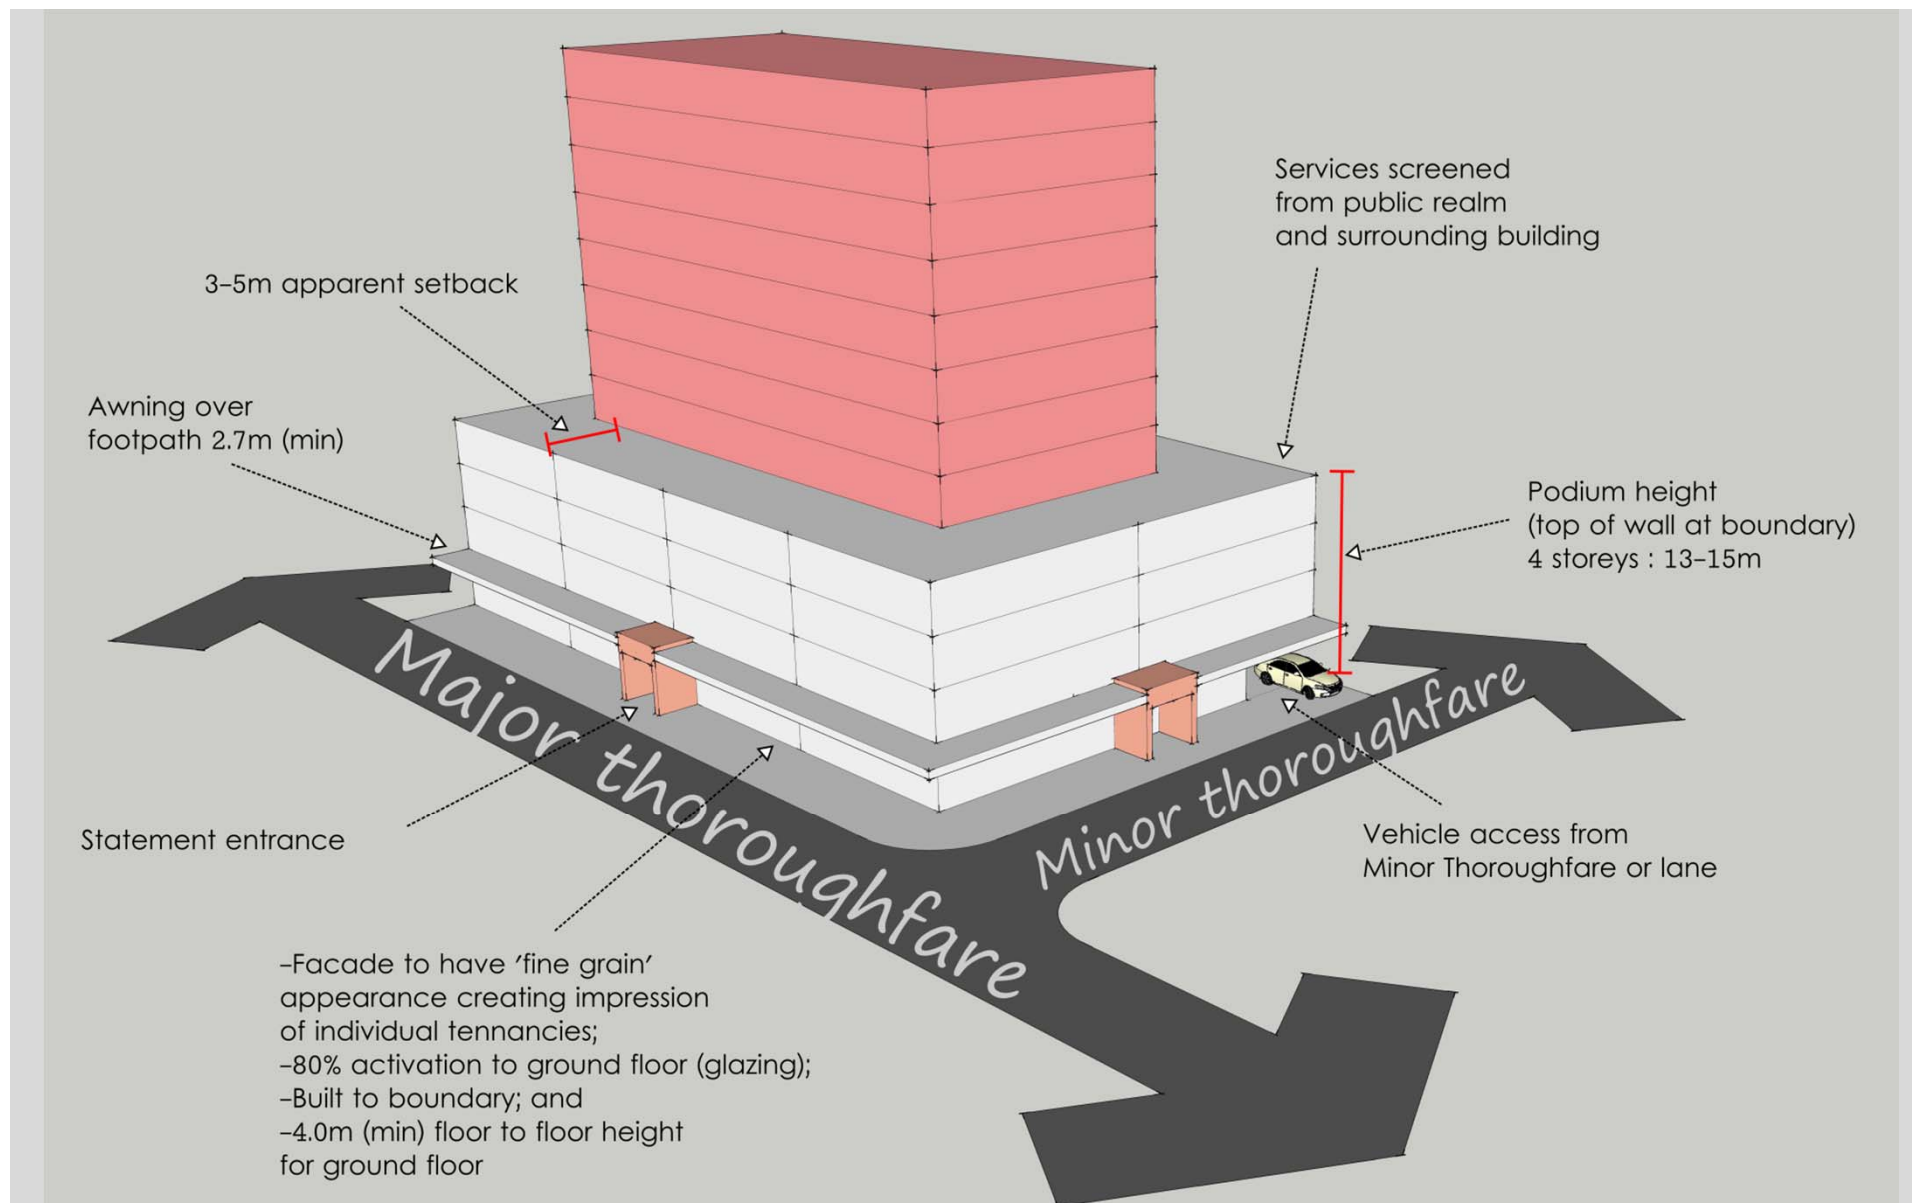 Services screened
from public realm
and surrounding building
3-5m apparent setback
Awning over
footpath 2.7m (min)
Podium height
(top of wall at boundary)
4 storeys : 13-15m
Major thoroughfare
Minor thoroughfare
Statement entrance
Vehicle access from
Minor Thoroughfare or lane
-Facade to have 'fine grain'
appearance creating impression
of individual tennancies;
-80% activation to ground floor (glazing);
-Built to boundary; and
-4.0m (min) floor to floor height
for ground floor